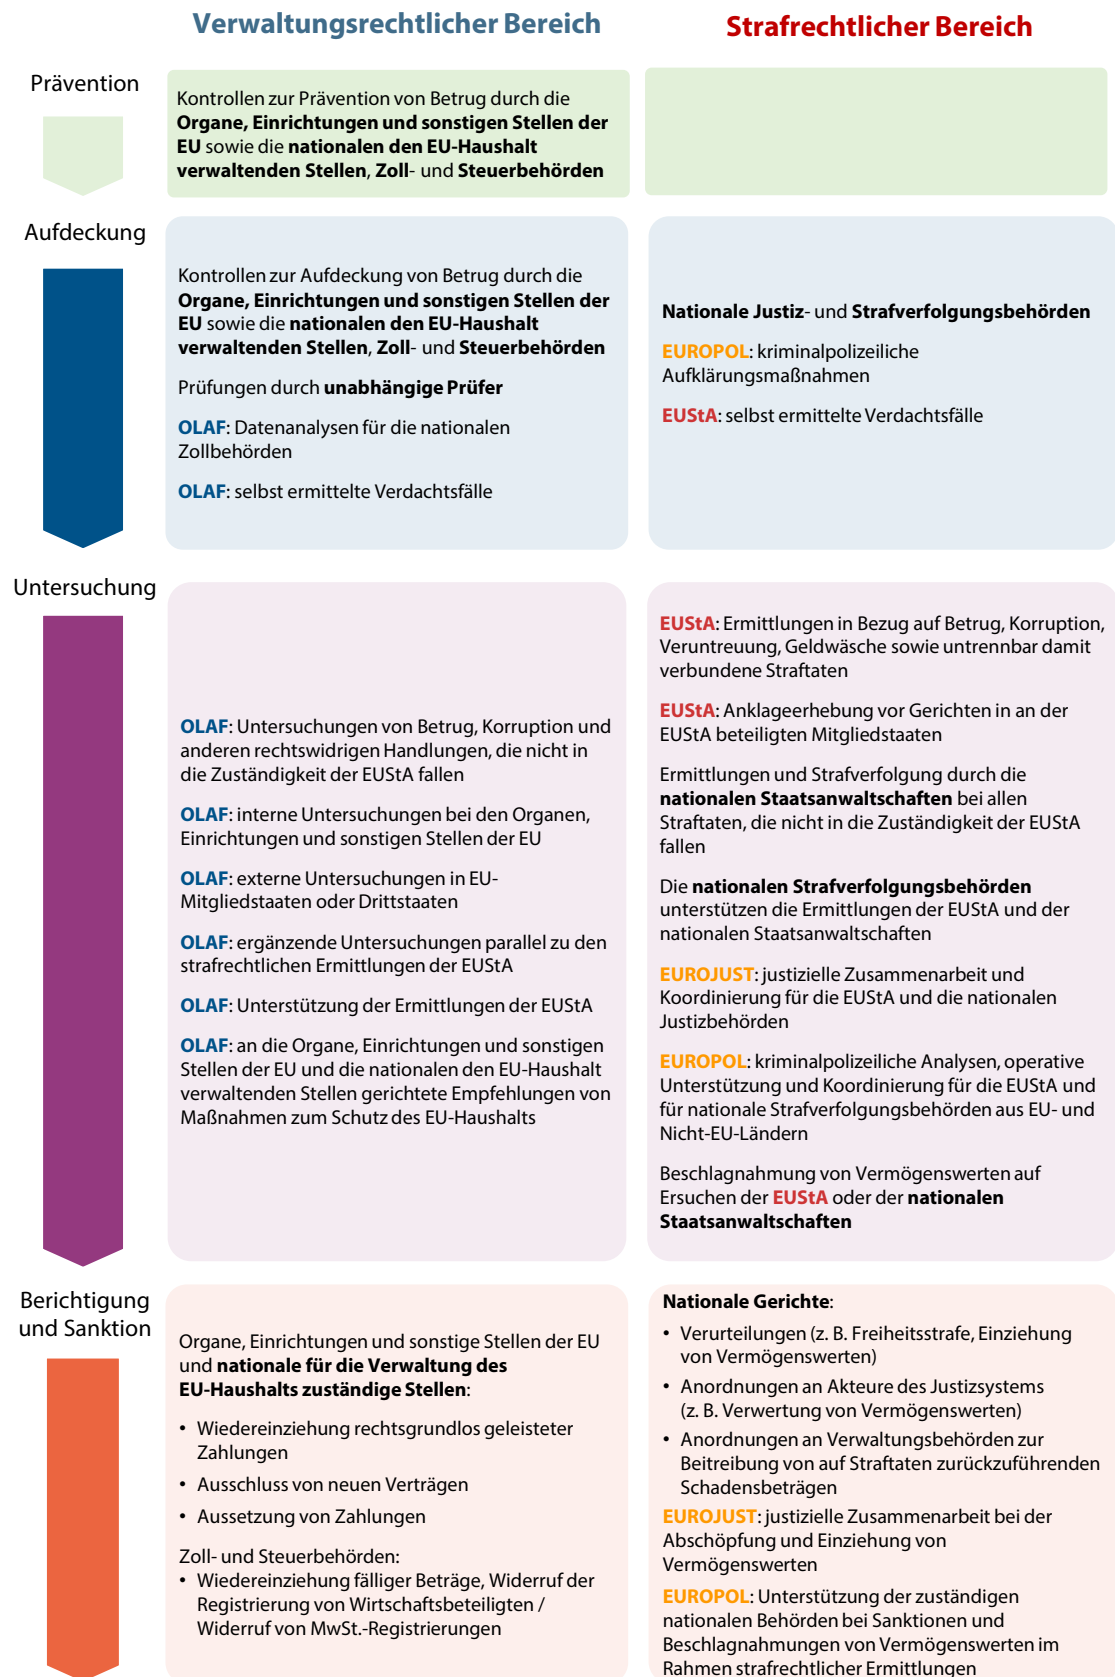 Verwaltungsrechtlicher Bereich
Strafrechtlicher Bereich
Prävention
Kontrollen zur Prävention von Betrug durch die
Organe, Einrichtungen und sonstigen Stellen der
EU sowie die nationalen den EU-Haushalt
verwaltenden Stellen, Zoll- und Steuerbehörden
Aufdeckung
Kontrollen zur Aufdeckung von Betrug durch die
Organe, Einrichtungen und sonstigen Stellen der
EU sowie die nationalen den EU-Haushalt
verwaltenden Stellen, Zoll- und Steuerbehörden
Prüfungen durch unabhängige Prüfer
OLAF: Datenanalysen für die nationalen
Zollbehörden
OLAF: selbst ermittelte Verdachtsfälle
Nationale Justiz- und Strafverfolgungsbehörden
EUROPOL: kriminalpolizeiliche
Aufklärungsmaßnahmen
EUStA: selbst ermittelte Verdachtsfälle
Untersuchung
OLAF: Untersuchungen von Betrug, Korruption und
anderen rechtswidrigen Handlungen, die nicht in
die Zuständigkeit der EUStA fallen
OLAF: interne Untersuchungen bei den Organen,
Einrichtungen und sonstigen Stellen der EU
OLAF: externe Untersuchungen in EU-
Mitgliedstaaten oder Drittstaaten
OLAF: ergänzende Untersuchungen parallel zu den
strafrechtlichen Ermittlungen der EUStA
OLAF: Unterstützung der Ermittlungen der EUStA
OLAF: an die Organe, Einrichtungen und sonstigen
Stellen der EU und die nationalen den EU-Haushalt
verwaltenden Stellen gerichtete Empfehlungen von
Maßnahmen zum Schutz des EU-Haushalts
EUStA: Ermittlungen in Bezug auf Betrug, Korruption,
Veruntreuung, Geldwäsche sowie untrennbar damit
verbundene Straftaten
EUStA: Anklageerhebung vor Gerichten in an der
EUStA beteiligten Mitgliedstaaten
Ermittlungen und Strafverfolgung durch die
nationalen Staatsanwaltschaften bei allen
Straftaten, die nicht in die Zuständigkeit der EUStA
fallen
Die nationalen Strafverfolgungsbehörden
unterstützen die Ermittlungen der EUStA und der
nationalen Staatsanwaltschaften
EUROJUST: justizielle Zusammenarbeit und
Koordinierung für die EUStA und die nationalen
Justizbehörden
EUROPOL: kriminalpolizeiliche Analysen, operative
Unterstützung und Koordinierung für die EUStA und
für nationale Strafverfolgungsbehörden aus EU- und
Nicht-EU-Ländern
Beschlagnahmung von Vermögenswerten auf
Ersuchen der EUStA oder der nationalen
Staatsanwaltschaften
Berichtigung
und Sanktion
Organe, Einrichtungen und sonstige Stellen der EU
und nationale für die Verwaltung des
EU-Haushalts zuständige Stellen:
• Wiedereinziehung rechtsgrundlos geleisteter
Zahlungen
• Ausschluss von neuen Verträgen
• Aussetzung von Zahlungen
Zoll- und Steuerbehörden:
• Wiedereinziehung fälliger Beträge, Widerruf der
Registrierung von Wirtschaftsbeteiligten /
Widerruf von MwSt.-Registrierungen
Nationale Gerichte:
• Verurteilungen (z. B. Freiheitsstrafe, Einziehung
von Vermögenswerten)
• Anordnungen an Akteure des Justizsystems
(z. B. Verwertung von Vermögenswerten)
• Anordnungen an Verwaltungsbehörden zur
Beitreibung von auf Straftaten zurückzuführenden
Schadensbeträgen
EUROJUST: justizielle Zusammenarbeit bei der
Abschöpfung und Einziehung von
Vermögenswerten
EUROPOL: Unterstützung der zuständigen
nationalen Behörden bei Sanktionen und
Beschlagnahmungen von Vermögenswerten im
Rahmen strafrechtlicher Ermittlungen